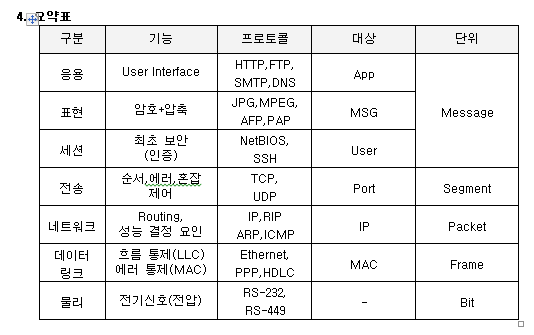 4. 요약표
구분 기능 프로토콜 대상 단위
응용 User Interface HTTP,FTP, SMTP,DNS App Message
표현 암호+압축 JPG,MPEG, AFP,PAP MSG
세션 최초 보안 (인증) NetBIOS, SSH User
전송 순서,에러,혼잡 제어 TCP, UDP Port Segment
네트워크 Routing, 성능 결정 요인 IP,RIP ARP,ICMP IP Packet
데이터 링크 흐름 통제(LLC) 에러 통제(MAC) Ethernet, PPP,HDLC MAC Frame
물리 전기신호(전압) RS-232, RS-449 - Bit